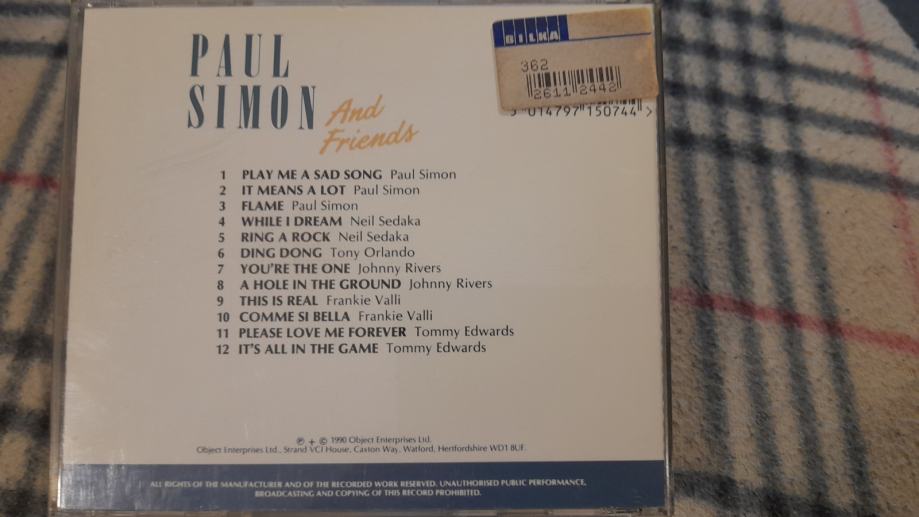 PAUL
SIMON
And
Friends
BILKA
362
2611 2442
5 014797 150744 >
1 PLAY ME A SAD SONG Paul Simon
2 IT MEANS A LOT Paul Simon
3 FLAME Paul Simon
4 WHILE I DREAM Neil Sedaka
5 RING A ROCK Neil Sedaka
6 DING DONG Tony Orlando
7 YOU'RE THE ONE Johnny Rivers
8 A HOLE IN THE GROUND Johnny Rivers
9 THIS IS REAL Frankie Valli
10 COMME SI BELLA Frankie Valli
11 PLEASE LOVE ME FOREVER Tommy Edwards
12 IT'S ALL IN THE GAME Tommy Edwards
℗ + © 1990 Object Enterprises Ltd.
Object Enterprises Ltd., Strand VCI House, Caxton Way, Watford, Hertfordshire WD1 8UF.
ALL RIGHTS OF THE MANUFACTURER AND OF THE RECORDED WORK RESERVED. UNAUTHORISED PUBLIC PERFORMANCE,
BROADCASTING AND COPYING OF THIS RECORD PROHIBITED.